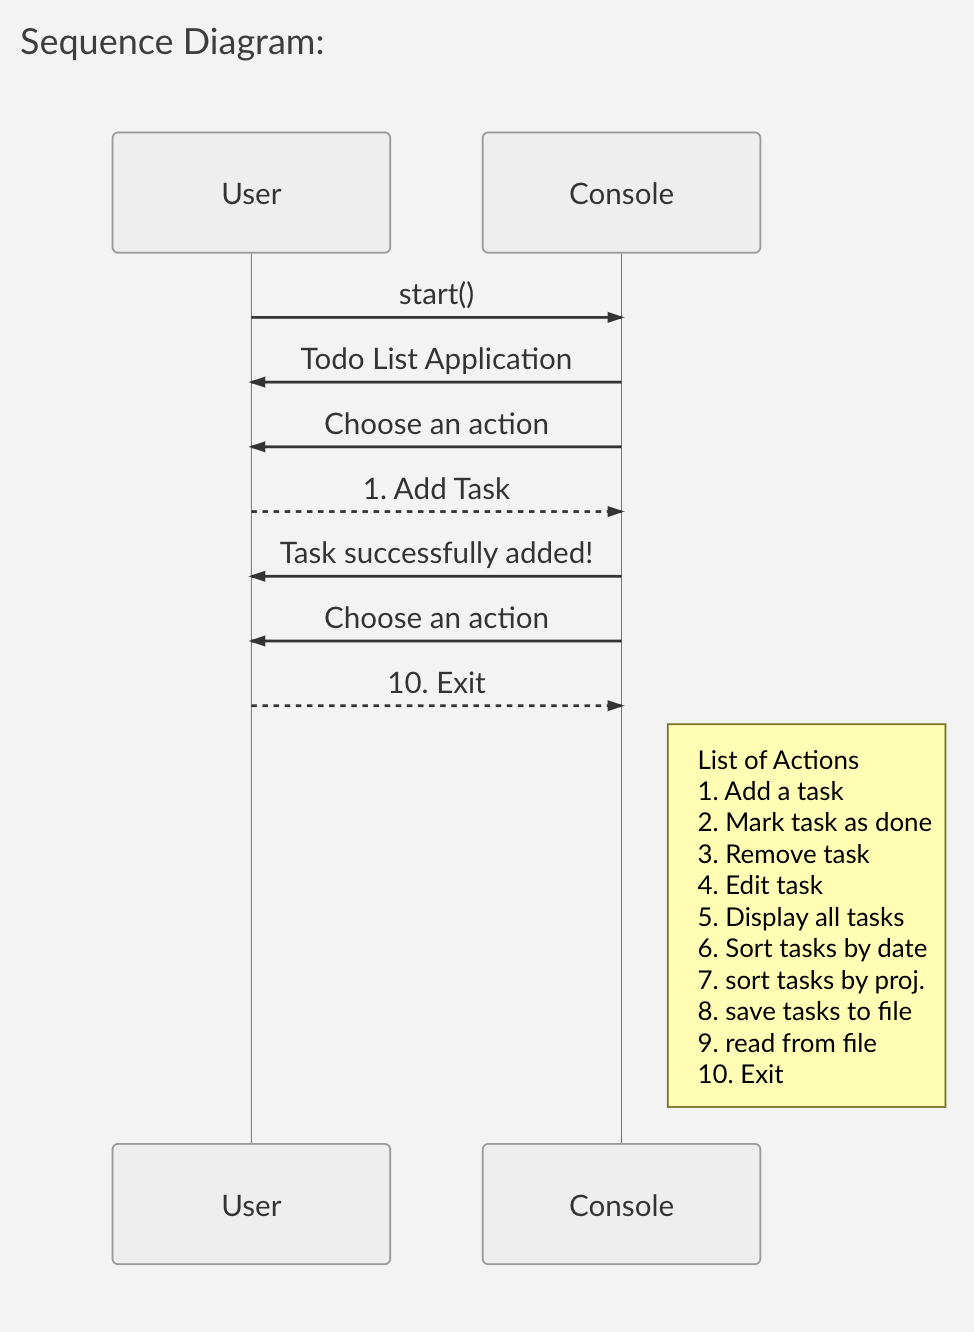 Sequence Diagram:
User
Console
start()
Todo List Application
Choose an action
1. Add Task
Task successfully added!
Choose an action
10. Exit
List of Actions
1. Add a task
2. Mark task as done
3. Remove task
4. Edit task
5. Display all tasks
6. Sort tasks by date
7. sort tasks by proj.
8. save tasks to file
9. read from file
10. Exit
User
Console